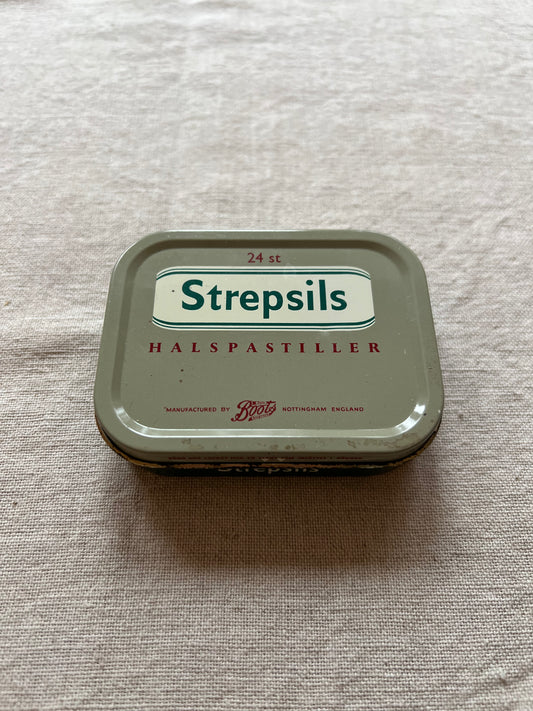 24 st
Strepsils
HALSPASTILLER
MANUFACTURED BY Boots NOTTINGHAM ENGLAND
Strepsils